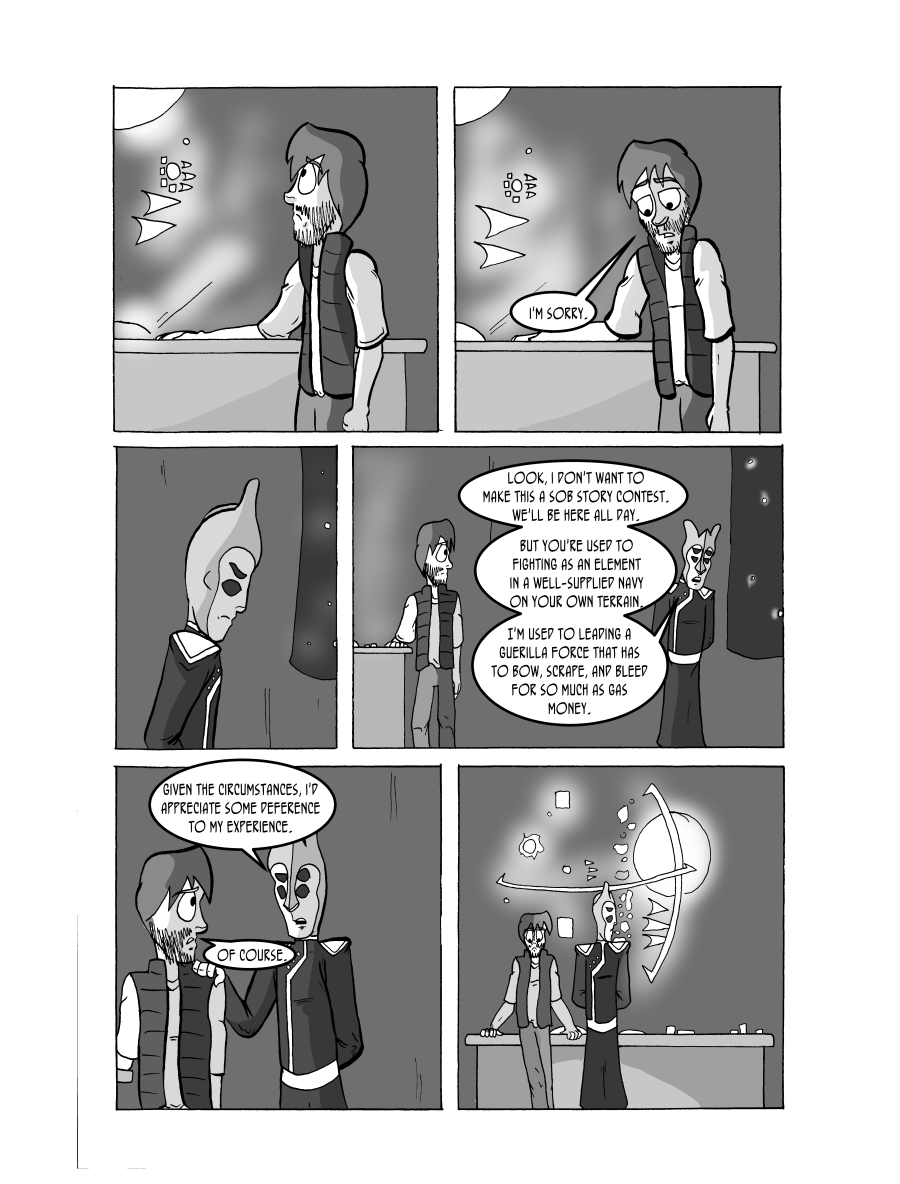 I'M SORRY.
LOOK, I DON'T WANT TO
MAKE THIS A SOB STORY CONTEST.
WE'LL BE HERE ALL DAY.
BUT YOU'RE USED TO
FIGHTING AS AN ELEMENT
IN A WELL-SUPPLIED NAVY
ON YOUR OWN TERRAIN.
I'M USED TO LEADING A
GUERILLA FORCE THAT HAS
TO BOW, SCRAPE, AND BLEED
FOR SO MUCH AS GAS
MONEY.
GIVEN THE CIRCUMSTANCES, I'D
APPRECIATE SOME DEFERENCE
TO MY EXPERIENCE.
OF COURSE.